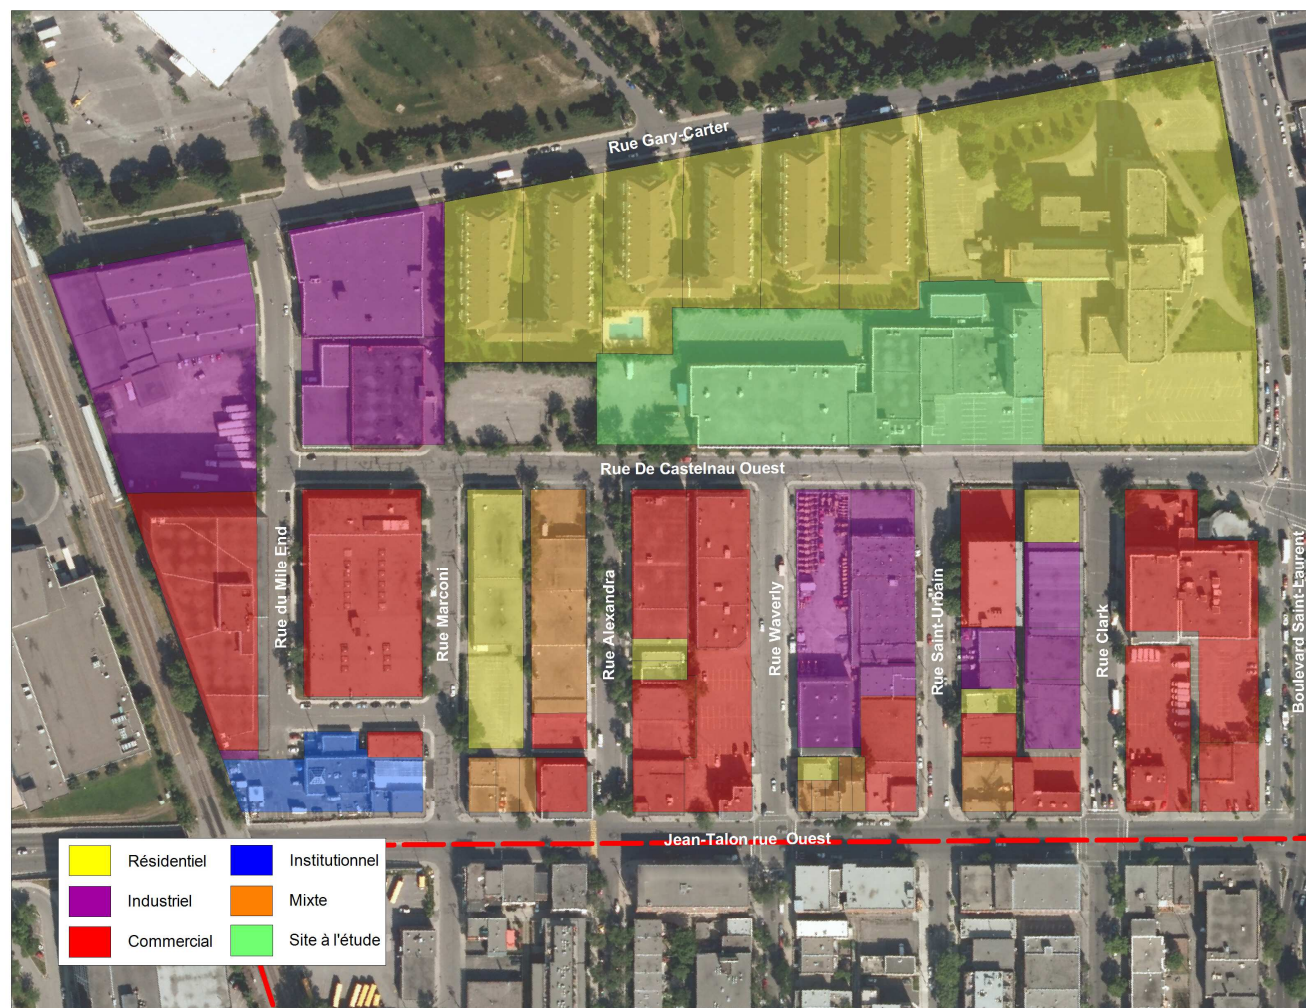 Rue Gary-Carter
Rue De Castelnau Ouest
Rue du Mile End
Rue Marconi
Rue Alexandra
Rue Waverly
Rue Saint-Urbain
Rue Clark
Boulevard Saint-Laurent
Jean-Talon rue Ouest
Résidentiel
Institutionnel
Industriel
Mixte
Commercial
Site à l'étude